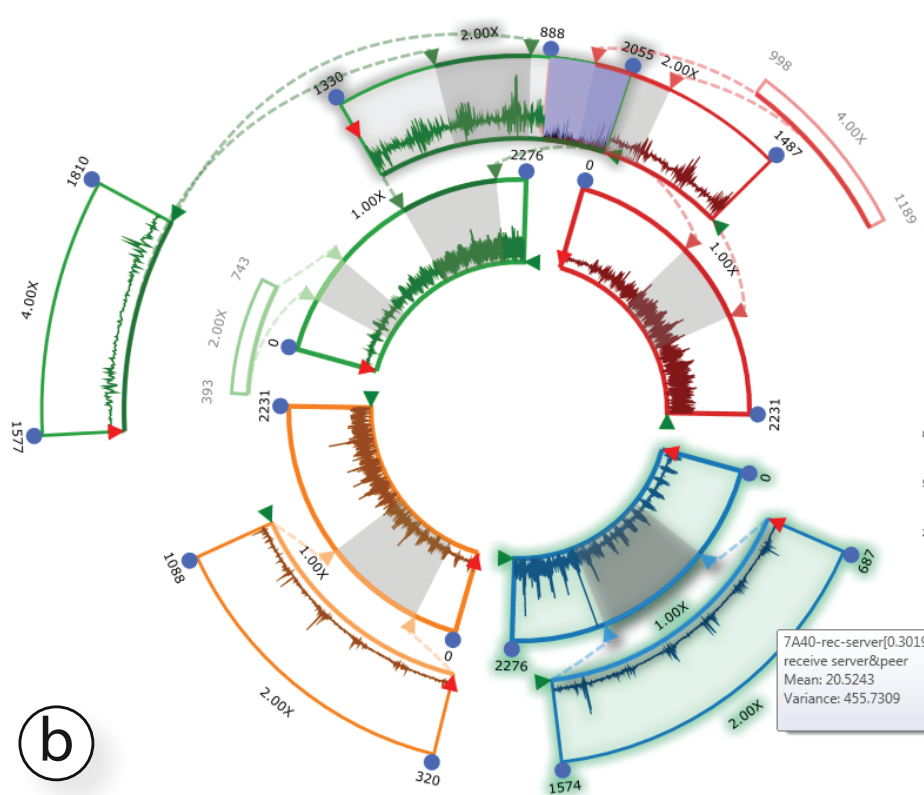 2.00X
888
2055
2.00X
998
1330
4.00X
1487
1189
1810
2276
0
1.00X
1.00X
743
4.00X
2.00X
0
393
1577
2231
2231
0
1.00X
1088
687
1.00X
7A40-rec-server[0.3019
receive server&peer
Mean: 20.5243
Variance: 455.7309
0
2276
2.00X
2.00X
320
1574
b